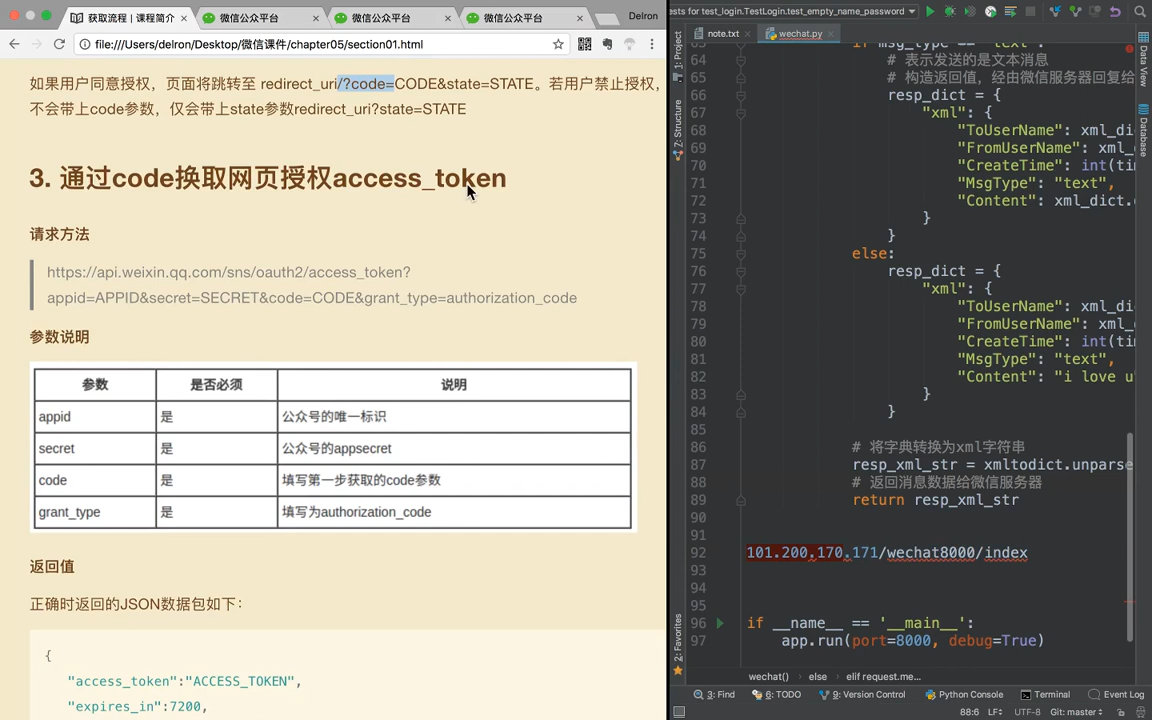 获取流程 | 课程简介
微信公众平台
微信公众平台
微信公众平台
Delron
file:///Users/delron/Desktop/微信课件/chapter05/section01.html
如果用户同意授权，页面将跳转至 redirect_uri/?code=CODE&state=STATE。若用户禁止授权，
不会带上code参数，仅会带上state参数redirect_uri?state=STATE
3. 通过code换取网页授权access_token
请求方法
https://api.weixin.qq.com/sns/oauth2/access_token?
appid=APPID&secret=SECRET&code=CODE&grant_type=authorization_code
参数说明
参数 是否必须 说明
appid 是 公众号的唯一标识
secret 是 公众号的appsecret
code 是 填写第一步获取的code参数
grant_type 是 填写为authorization_code
返回值
正确时返回的JSON数据包如下：
{
"access_token":"ACCESS_TOKEN",
"expires_in":7200,
ests for test_login.TestLogin.test_empty_name_password
note.txt
wechat.py
1: Project
7: Structure
2: Favorites
Data View
Database
64 # 表示发送的是文本消息
65 # 构造返回值，经由微信服务器回复给
66 resp_dict = {
67 "xml": {
68 "ToUserName": xml_di
69 "FromUserName": xml_
70 "CreateTime": int(tim
71 "MsgType": "text",
72 "Content": xml_dict.
73 }
74 }
75 else:
76 resp_dict = {
77 "xml": {
78 "ToUserName": xml_di
79 "FromUserName": xml_
80 "CreateTime": int(tim
81 "MsgType": "text",
82 "Content": "i love u"
83 }
84 }
85
86 # 将字典转换为xml字符串
87 resp_xml_str = xmltodict.unparse
88 # 返回消息数据给微信服务器
89 return resp_xml_str
90
91
92 101.200.170.171/wechat8000/index
93
94
95
96 if __name__ == '__main__':
97 app.run(port=8000, debug=True)
wechat() else elif request.me...
3: Find 6: TODO 9: Version Control Python Console Terminal Event Log
88:6 LF UTF-8 Git: master